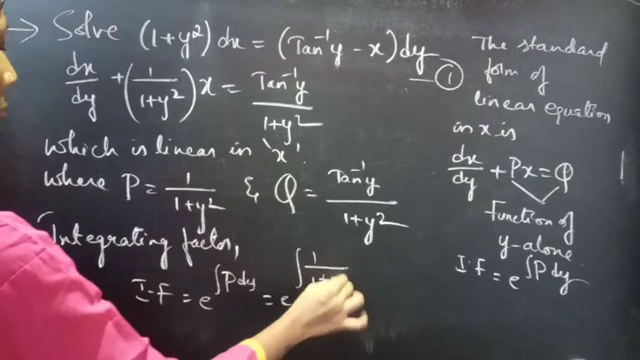 → Solve (1+y²) dx = (Tan⁻¹y − x) dy
dx/dy + (1/(1+y²)) x = Tan⁻¹y/(1+y²) —①
which is linear in 'x'.
where P = 1/(1+y²) & Q = Tan⁻¹y/(1+y²)
Integrating factor,
I.F = e^∫P dy = e^∫1/1+
The standard
form of
linear equation
in x is
dx/dy + Px = Q
Function of
y-alone
I.F = e^∫P dy